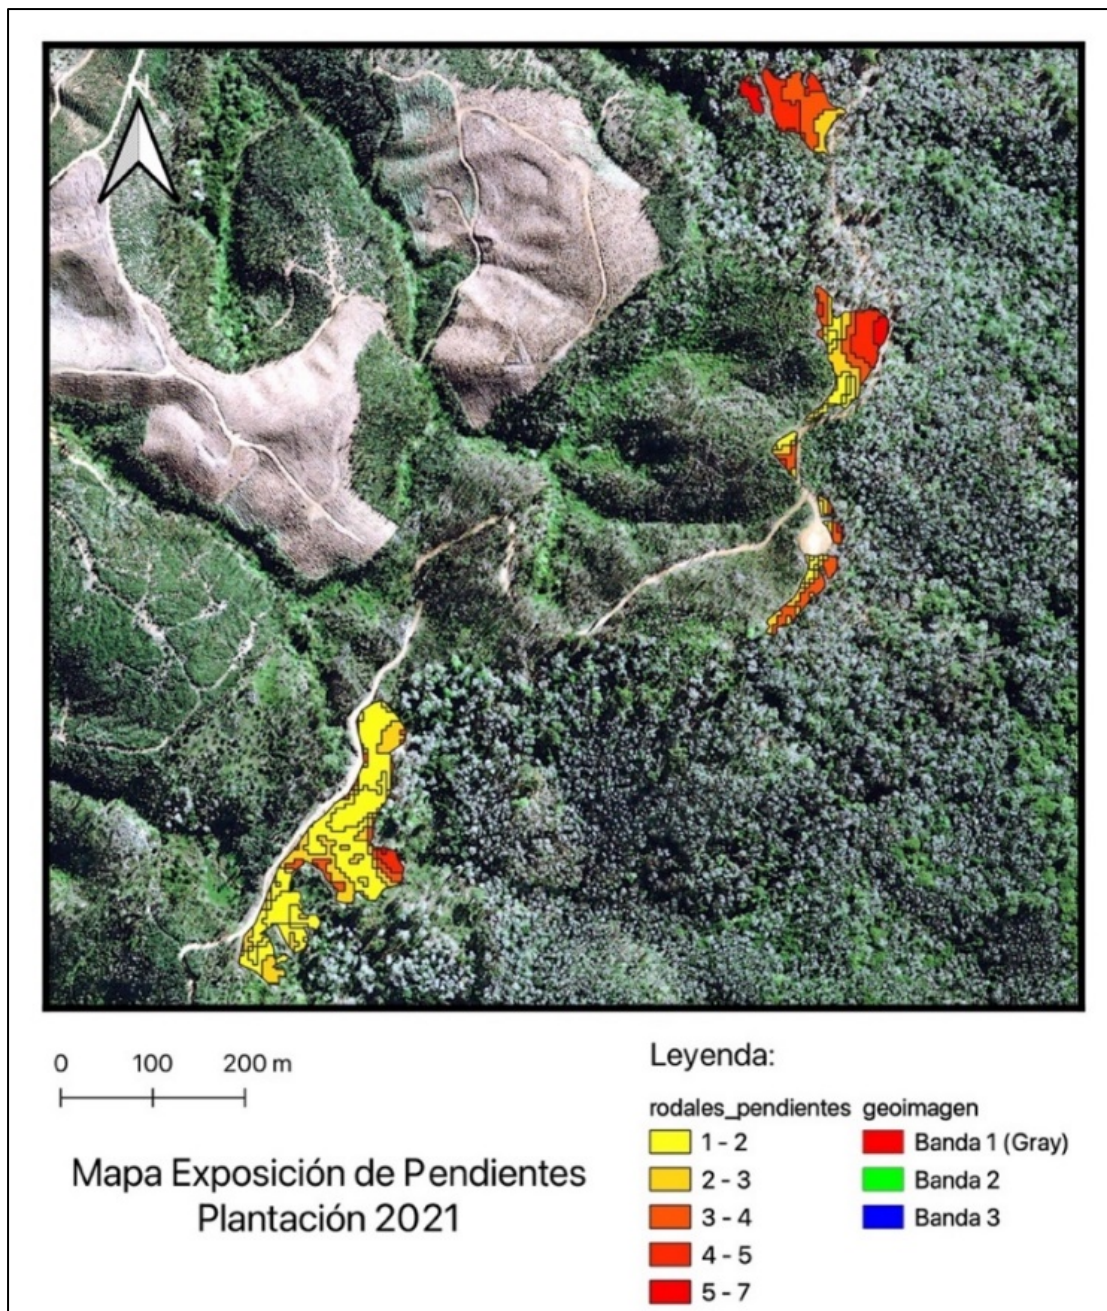 0 100 200 m
Mapa Exposición de Pendientes
Plantación 2021
Leyenda:
rodales_pendientes geoimagen
1 - 2 Banda 1 (Gray)
2 - 3 Banda 2
3 - 4 Banda 3
4 - 5
5 - 7